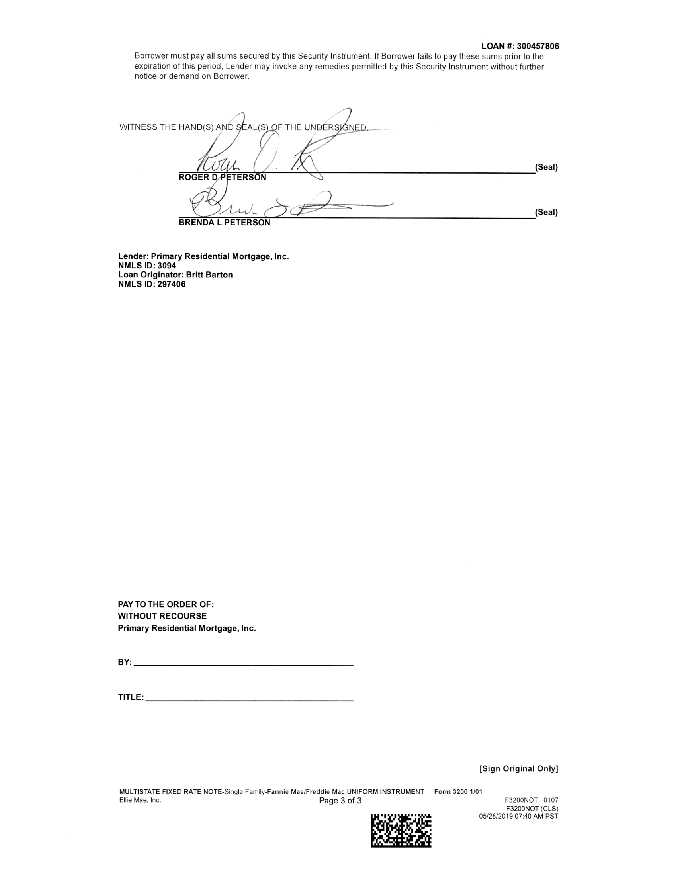 LOAN #: 300457806
Borrower must pay all sums secured by this Security Instrument. If Borrower fails to pay these sums prior to the
expiration of this period, Lender may invoke any remedies permitted by this Security Instrument without further
notice or demand on Borrower.
WITNESS THE HAND(S) AND SEAL(S) OF THE UNDERSIGNED.
(Seal)
ROGER D PETERSON
(Seal)
BRENDA L PETERSON
Lender: Primary Residential Mortgage, Inc.
NMLS ID: 3094
Loan Originator: Britt Barton
NMLS ID: 297406
PAY TO THE ORDER OF:
WITHOUT RECOURSE
Primary Residential Mortgage, Inc.
BY:
TITLE:
[Sign Original Only]
MULTISTATE FIXED RATE NOTE-Single Family-Fannie Mae/Freddie Mac UNIFORM INSTRUMENT Form 3200 1/01
Ellie Mae, Inc. Page 3 of 3 F3200NOT 0107
F3200NOT (CLS)
05/28/2019 07:40 AM PST